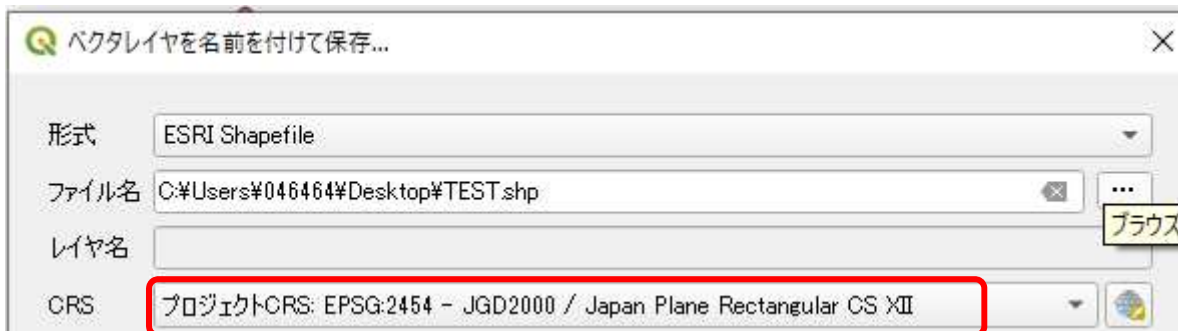 ベクタレイヤを名前を付けて保存...
形式 ESRI Shapefile
ファイル名 C:¥Users¥046464¥Desktop¥TEST.shp ...
ブラウズ
レイヤ名
CRS プロジェクトCRS: EPSG:2454 - JGD2000 / Japan Plane Rectangular CS XII